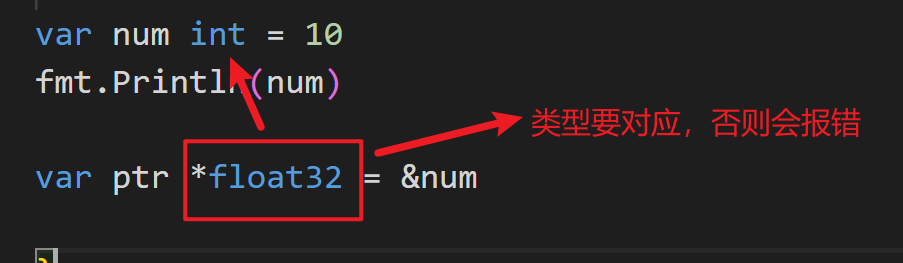 var num int = 10
fmt.Println(num)
类型要对应，否则会报错
var ptr *float32 = &num
}